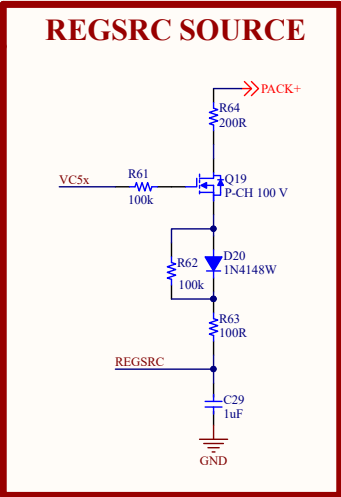 REGSRC SOURCE
PACK+
R64
200R
VC5x
R61
100k
Q19
P-CH 100 V
R62
100k
D20
1N4148W
R63
100R
REGSRC
C29
1uF
GND